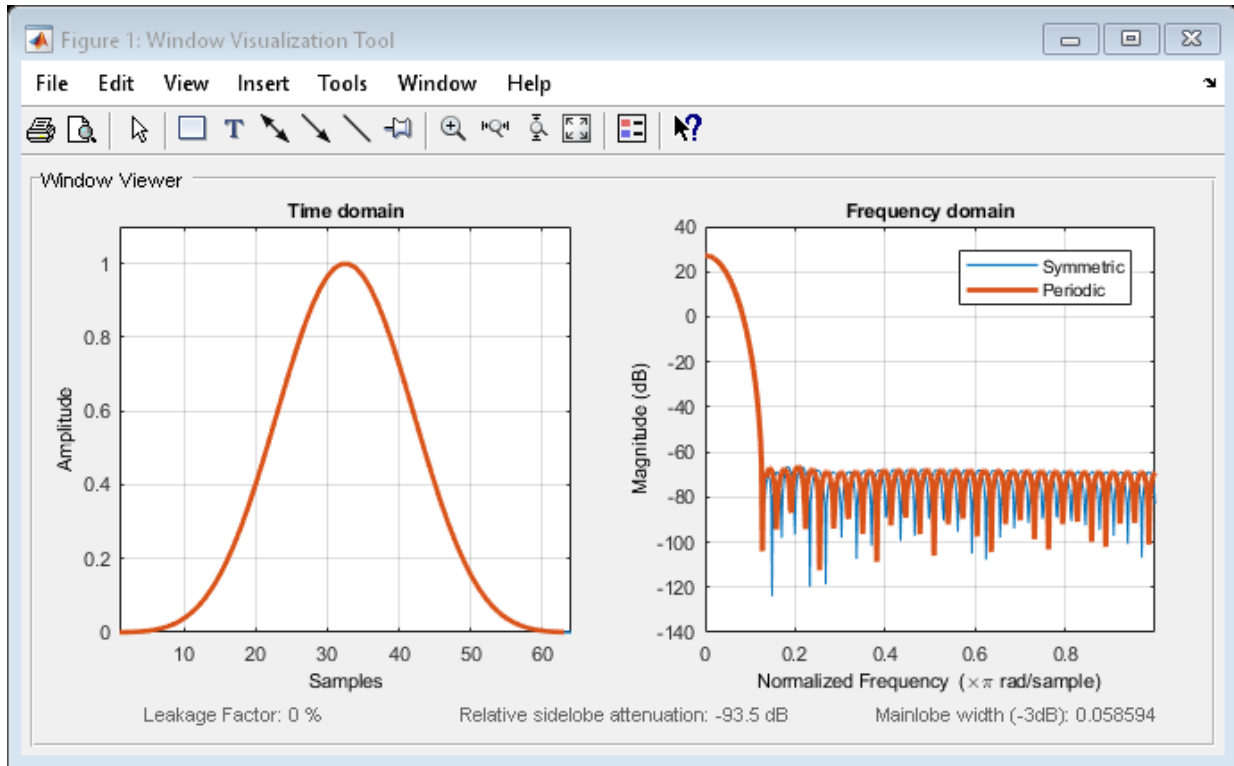 Figure 1: Window Visualization Tool
File Edit View Insert Tools Window Help
T ?
Window Viewer
Time domain
Amplitude
1
0.8
0.6
0.4
0.2
0
10 20 30 40 50 60
Samples
Frequency domain
Magnitude (dB)
40
20
0
-20
-40
-60
-80
-100
-120
-140
Symmetric
Periodic
0 0.2 0.4 0.6 0.8
Normalized Frequency (×π rad/sample)
Leakage Factor: 0 % Relative sidelobe attenuation: -93.5 dB Mainlobe width (-3dB): 0.058594